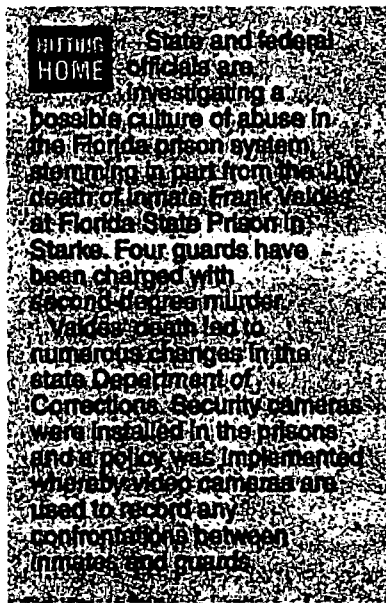 HITTING
HOME
State and federal
officials are
investigating a
possible culture of abuse in
the Florida prison system,
stemming in part from the July
death of inmate Frank Valdes
at Florida State Prison in
Starke. Four guards have
been charged with
second-degree murder.
Valdes' death led to
numerous changes in the
state Department of
Corrections. Security cameras
were installed in the prisons
and a policy was implemented
whereby video cameras are
used to record any
confrontations between
inmates and guards.